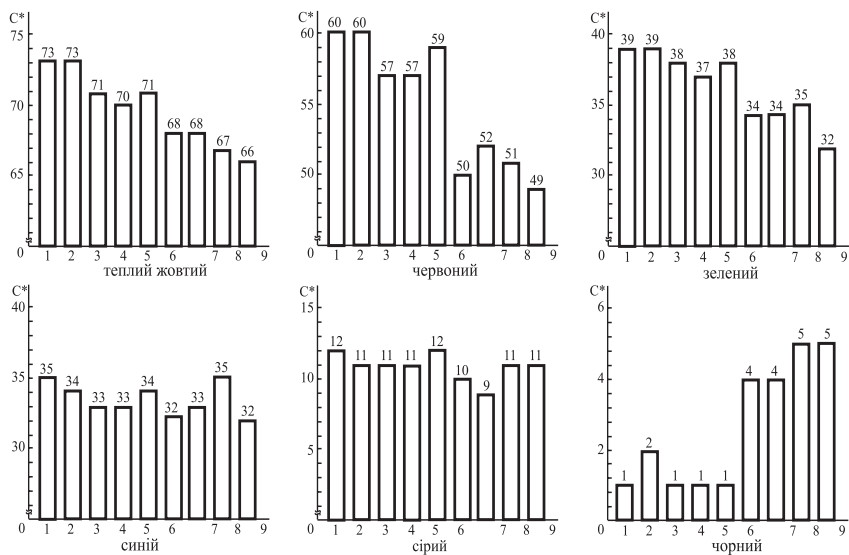 C*
75
70
65
0
73 73 71 70 71 68 68 67 66
1 2 3 4 5 6 7 8 9
теплий жовтий
C*
60
55
50
0
60 60 57 57 59 50 52 51 49
1 2 3 4 5 6 7 8 9
червоний
C*
40
35
30
0
39 39 38 37 38 34 34 35 32
1 2 3 4 5 6 7 8 9
зелений
C*
40
35
30
0
35 34 33 33 34 32 33 35 32
1 2 3 4 5 6 7 8 9
синій
C*
15
10
5
0
12 11 11 11 12 10 9 11 11
1 2 3 4 5 6 7 8 9
сірий
C*
6
4
2
0
1 2 1 1 1 4 4 5 5
1 2 3 4 5 6 7 8 9
чорний